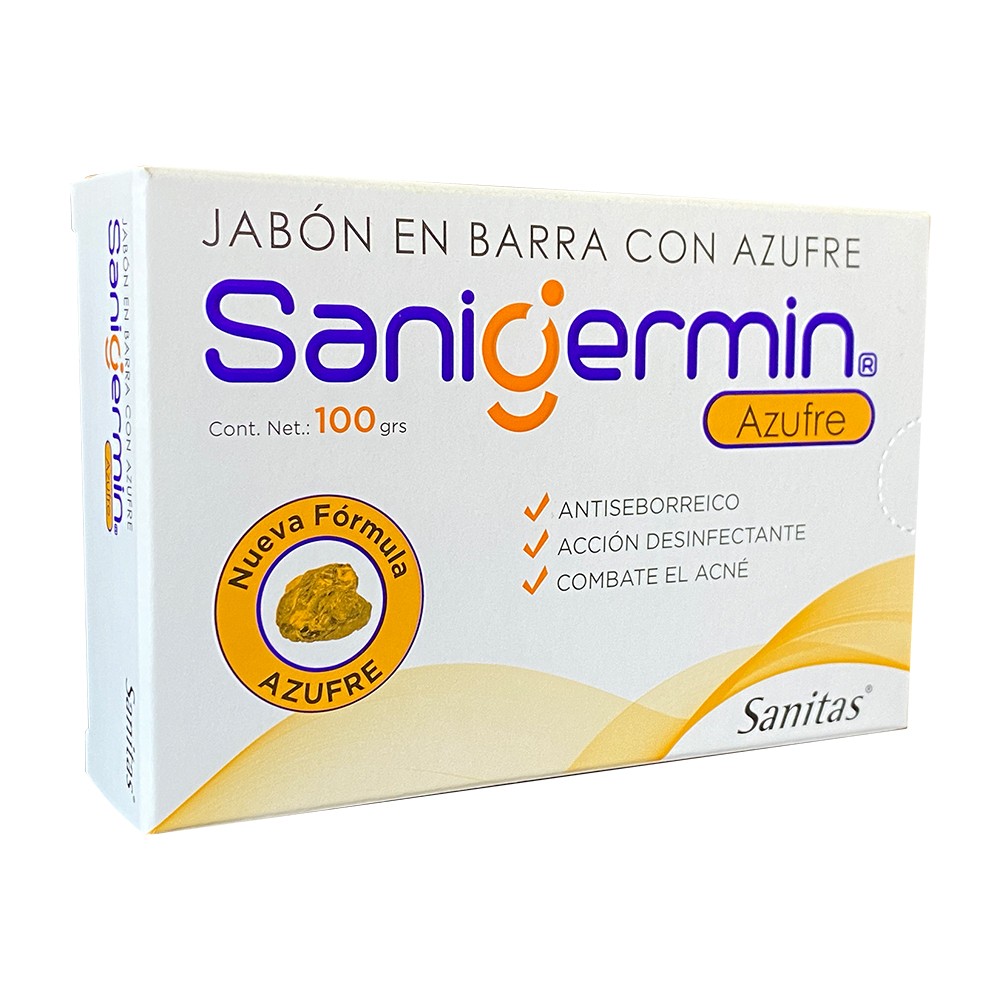 JABÓN EN BARRA CON AZUFRE
Sanigermin®
Azufre
Cont. Net.: 100 grs
Nueva Fórmula
AZUFRE
ANTISEBORREICO
ACCIÓN DESINFECTANTE
COMBATE EL ACNÉ
Sanitas®
JABÓN EN BARRA CON AZUFRE
Sanigermin®
Azufre
Sanitas®